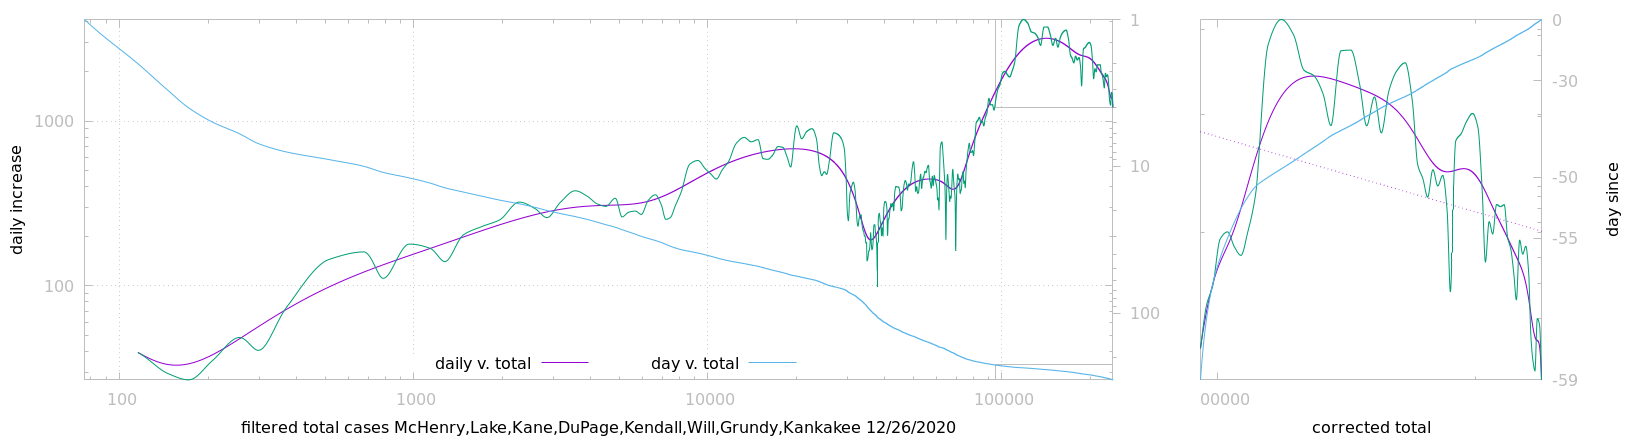 daily increase
1000
100
daily v. total
day v. total
100
1000
10000
100000
filtered total cases McHenry,Lake,Kane,DuPage,Kendall,Will,Grundy,Kankakee 12/26/2020
1
10
100
00000
corrected total
0
-30
-50
-55
-59
day since